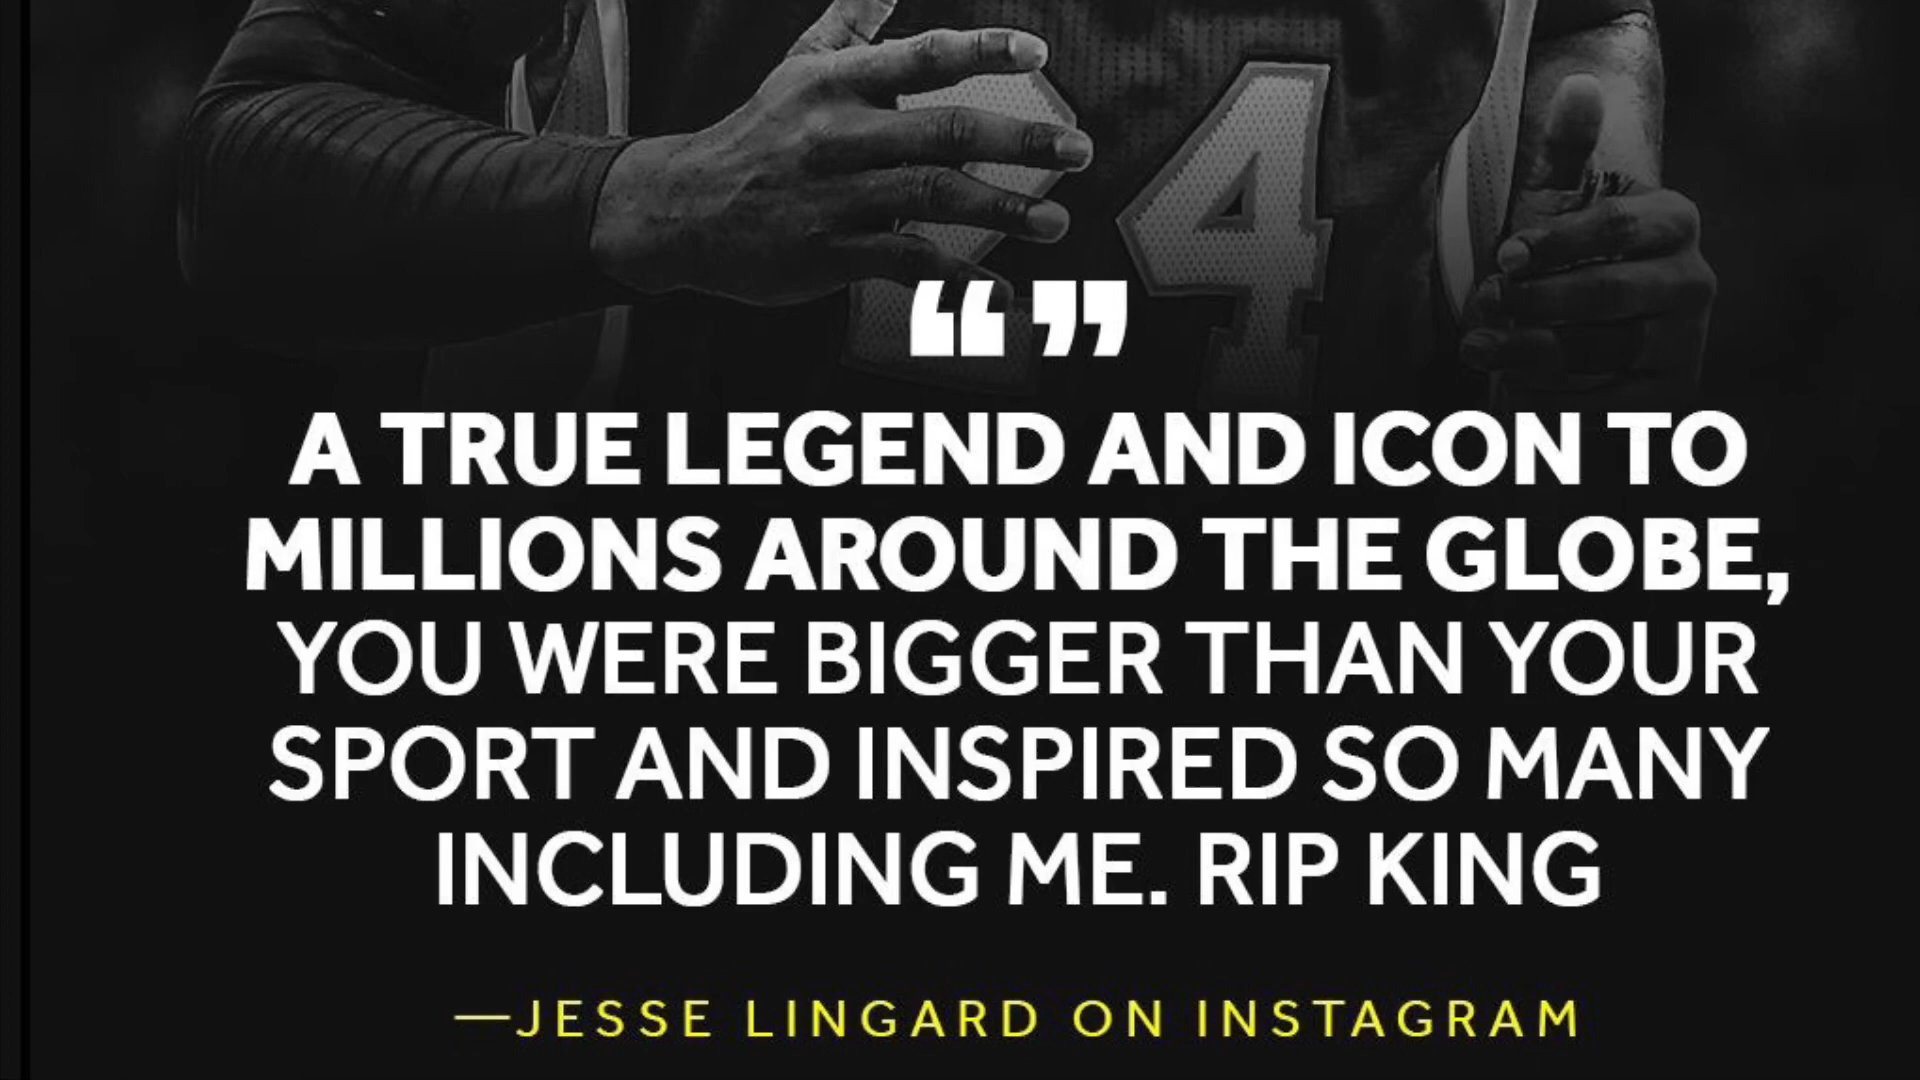 24
“”
A TRUE LEGEND AND ICON TO
MILLIONS AROUND THE GLOBE,
YOU WERE BIGGER THAN YOUR
SPORT AND INSPIRED SO MANY
INCLUDING ME. RIP KING
—JESSE LINGARD ON INSTAGRAM